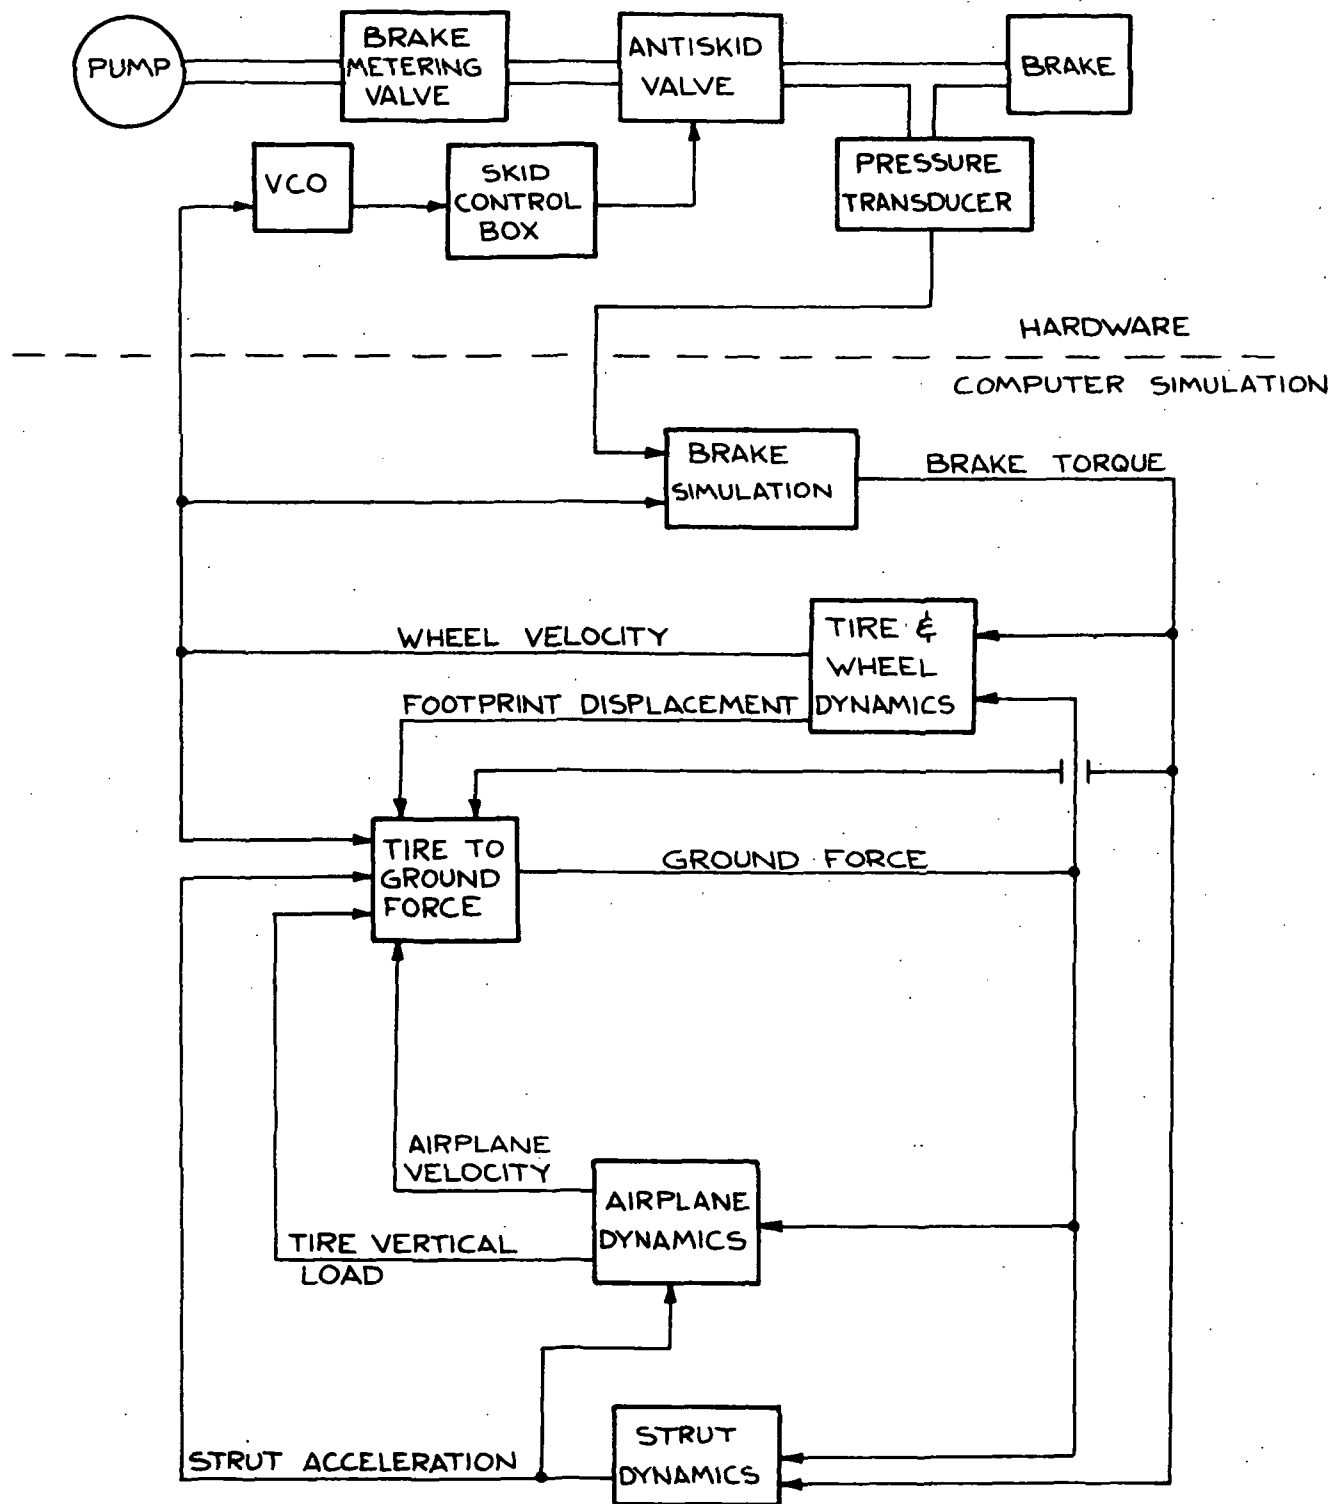 PUMP
BRAKE
METERING
VALVE
ANTISKID
VALVE
BRAKE
VCO
SKID
CONTROL
BOX
PRESSURE
TRANSDUCER
HARDWARE
COMPUTER SIMULATION
BRAKE
SIMULATION
BRAKE TORQUE
WHEEL VELOCITY
TIRE &
WHEEL
DYNAMICS
FOOTPRINT DISPLACEMENT
TIRE TO
GROUND
FORCE
GROUND FORCE
AIRPLANE
VELOCITY
AIRPLANE
DYNAMICS
TIRE VERTICAL
LOAD
STRUT
DYNAMICS
STRUT ACCELERATION